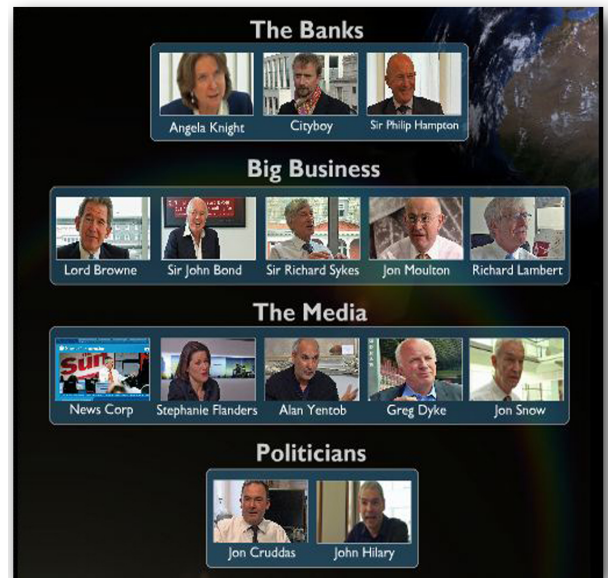 The Banks
Angela Knight Cityboy Sir Philip Hampton
Big Business
Lord Browne Sir John Bond Sir Richard Sykes Jon Moulton Richard Lambert
The Media
News Corp Stephanie Flanders Alan Yentob Greg Dyke Jon Snow
Politicians
Jon Cruddas John Hilary